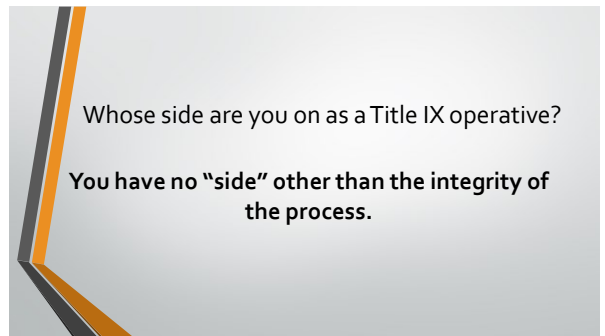 Whose side are you on as a Title IX operative?
You have no “side” other than the integrity of
the process.